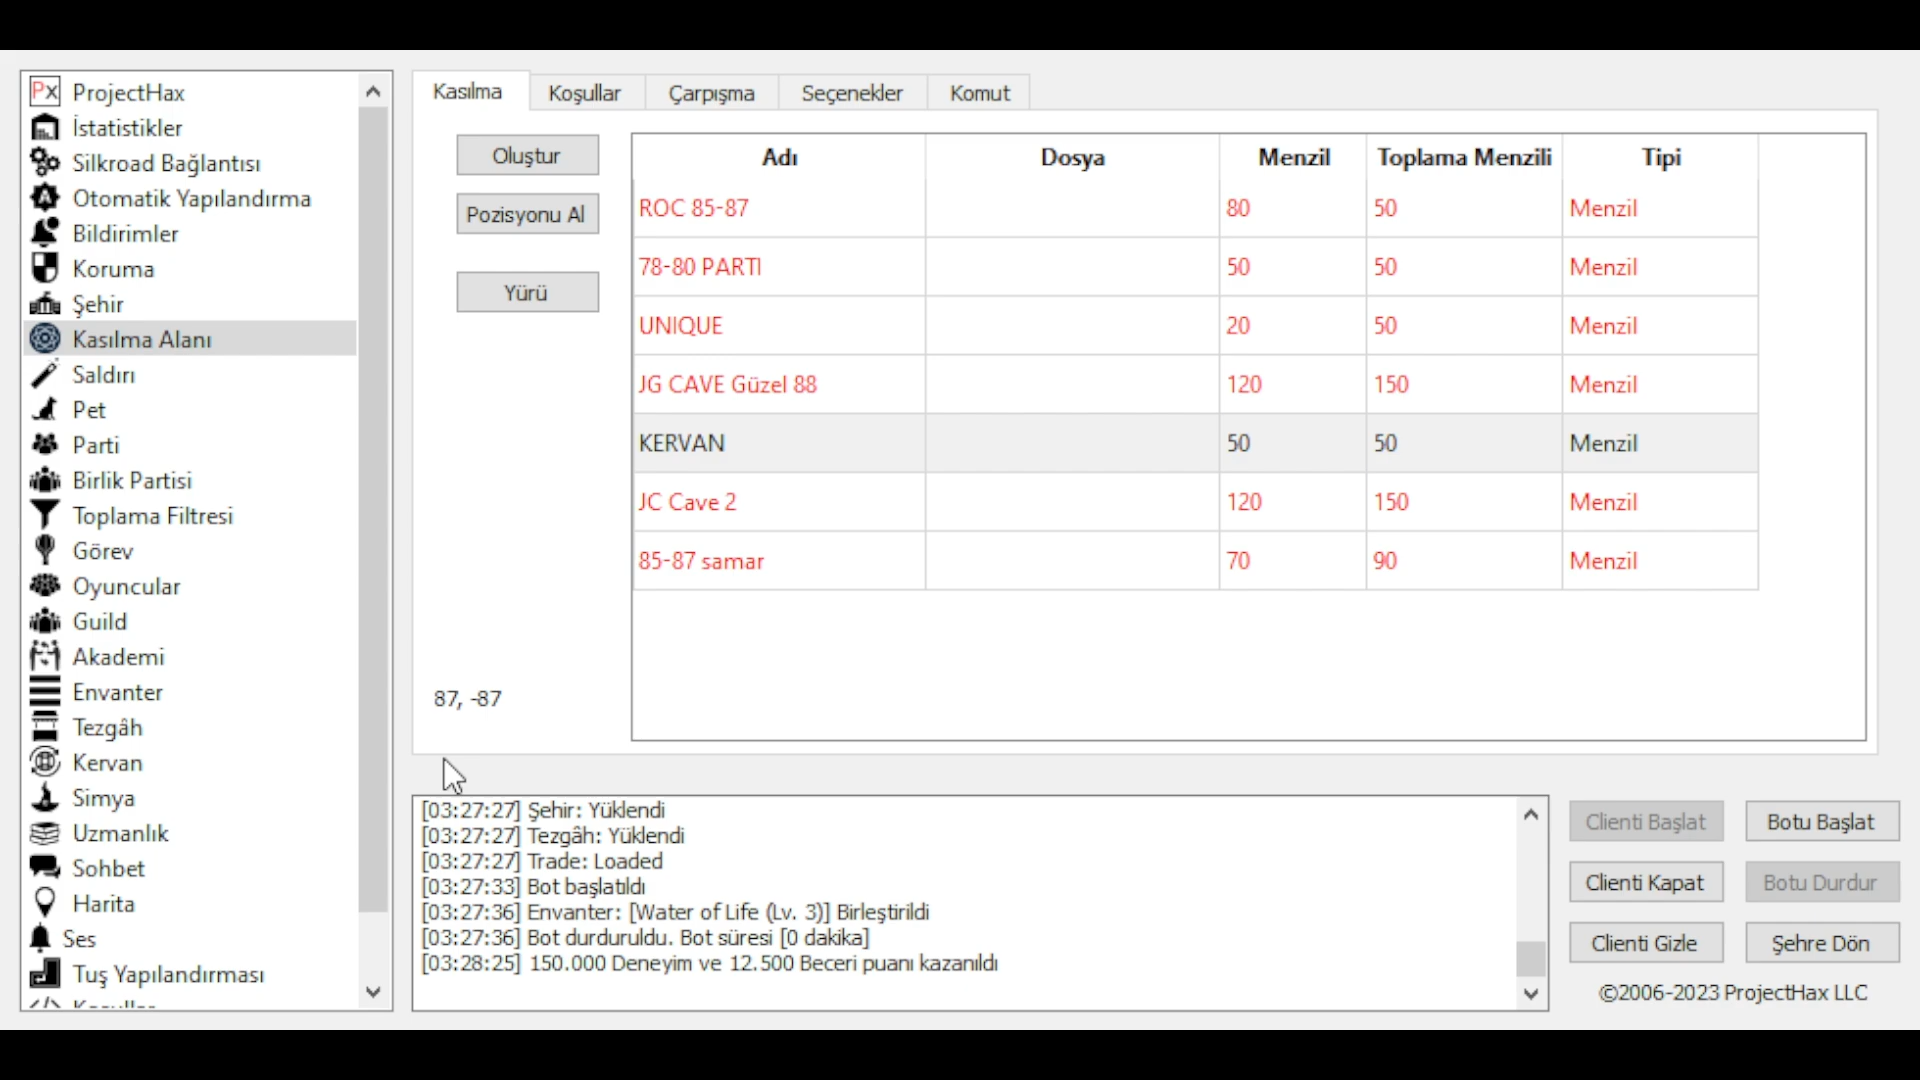 PX ProjectHax
İstatistikler
Silkroad Bağlantısı
Otomatik Yapılandırma
Bildirimler
Koruma
Şehir
Kasılma Alanı
Saldırı
Pet
Parti
Birlik Partisi
Toplama Filtresi
Görev
Oyuncular
Guild
Akademi
Envanter
Tezgâh
Kervan
Simya
Uzmanlık
Sohbet
Harita
Ses
Tuş Yapılandırması
Kasılma Koşullar Çarpışma Seçenekler Komut
Oluştur
Pozisyonu Al
Yürü
87, -87
Adı Dosya Menzil Toplama Menzili Tipi
ROC 85-87 80 50 Menzil
78-80 PARTI 50 50 Menzil
UNIQUE 20 50 Menzil
JG CAVE Güzel 88 120 150 Menzil
KERVAN 50 50 Menzil
JC Cave 2 120 150 Menzil
85-87 samar 70 90 Menzil
[03:27:27] Şehir: Yüklendi
[03:27:27] Tezgâh: Yüklendi
[03:27:27] Trade: Loaded
[03:27:33] Bot başlatıldı
[03:27:36] Envanter: [Water of Life (Lv. 3)] Birleştirildi
[03:27:36] Bot durduruldu. Bot süresi [0 dakika]
[03:28:25] 150.000 Deneyim ve 12.500 Beceri puanı kazanıldı
Clienti Başlat Botu Başlat
Clienti Kapat Botu Durdur
Clienti Gizle Şehre Dön
©2006-2023 ProjectHax LLC